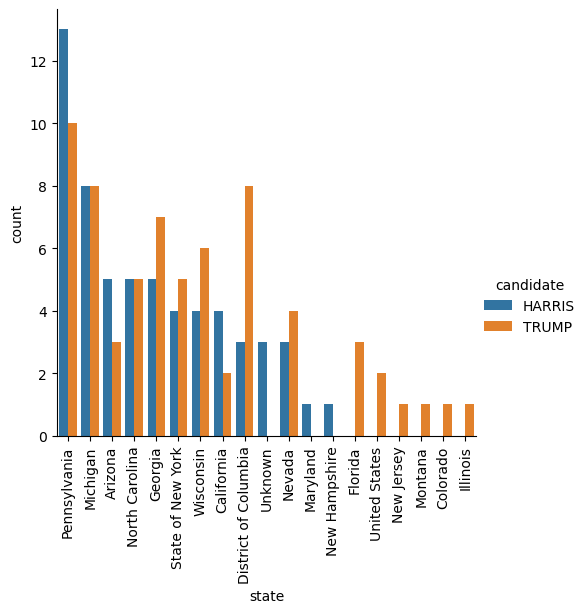 12
10
8
6
4
2
0
count
candidate
HARRIS
TRUMP
Pennsylvania
Michigan
Arizona
North Carolina
Georgia
State of New York
Wisconsin
California
District of Columbia
Unknown
Nevada
Maryland
New Hampshire
Florida
United States
New Jersey
Montana
Colorado
Illinois
state